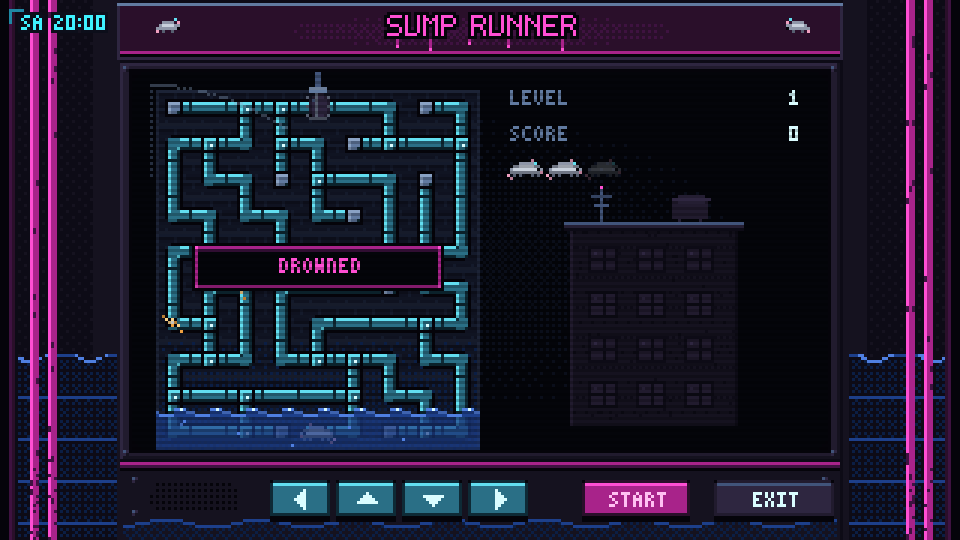 SA 20:00
SUMP RUNNER
LEVEL 1
SCORE 0
DROWNED
START
EXIT